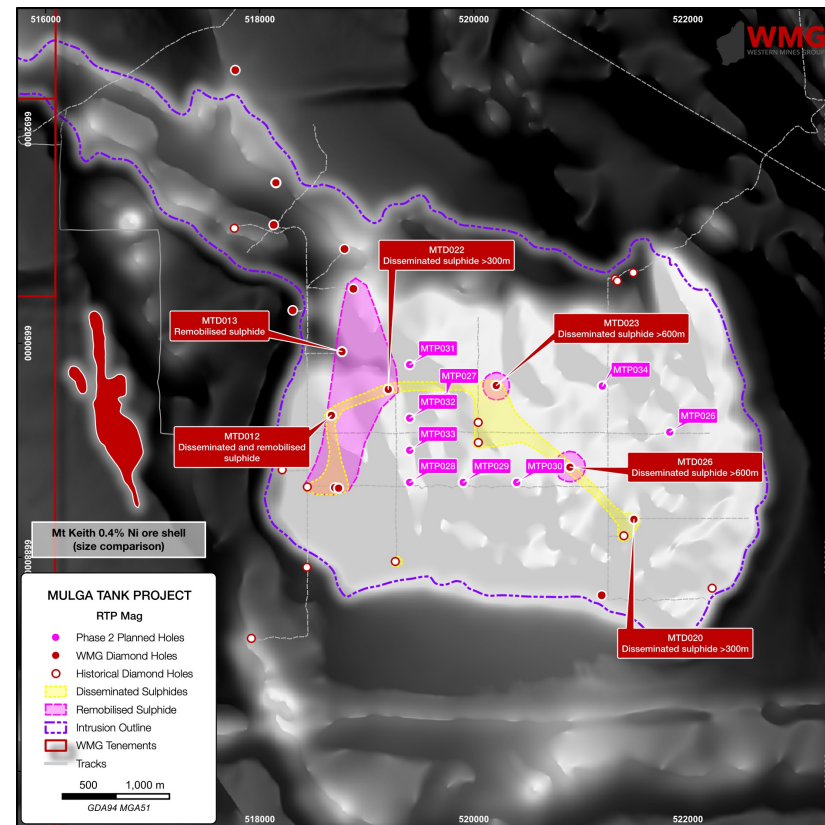 516000
518000
520000
522000
WMG
WESTERN MINES GROUP
6692000
6690000
6688000
MTD022
Disseminated sulphide >300m
MTD013
Remobilised sulphide
MTD023
Disseminated sulphide >600m
MTP031
MTP027
MTP034
MTP032
MTP026
MTD012
Disseminated and remobilised
sulphide
MTP033
MTP028
MTP029
MTP030
MTD026
Disseminated sulphide >600m
Mt Keith 0.4% Ni ore shell
(size comparison)
MTD020
Disseminated sulphide >300m
MULGA TANK PROJECT
RTP Mag
Phase 2 Planned Holes
WMG Diamond Holes
Historical Diamond Holes
Disseminated Sulphides
Remobilised Sulphide
Intrusion Outline
WMG Tenements
Tracks
500
1,000 m
GDA94 MGA51
518000
520000
522000